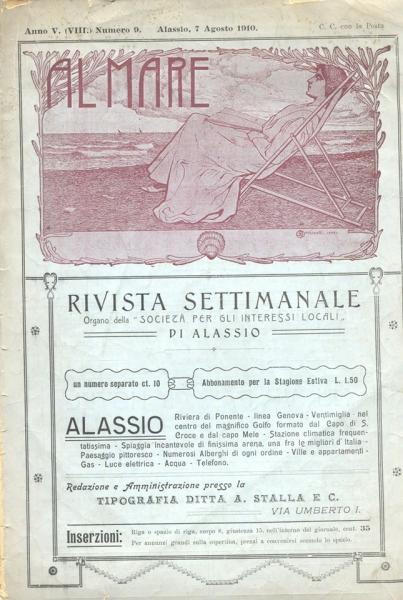 Anno V. (VIII.) Numero 9. Alassio, 7 Agosto 1910. C. C. con la Posta
AL MARE
RIVISTA SETTIMANALE
Organo della "SOCIEZÀ PER GLI INTERESSI LOCALI„
DI ALASSIO
un numero separato ct. 10 Abbonamento per la Stagione Estiva L. 1.50
ALASSIO Riviera di Ponente - linea Genova - Ventimiglia - nel
centro del magnifico Golfo formato dal Capo di S.
Croce e dal capo Mele - Stazione climatica frequen-
tatissima - Spiaggia incantevole di finissima arena, una fra le migliori d'Italia -
Paesaggio pittoresco - Numerosi Alberghi di ogni ordine - Ville e appartamenti -
Gas - Luce elettrica - Acqua - Telefono.
Redazione e Amministrazione presso la
TIPOGRAFIA DITTA A. STALLA E C.
VIA UMBERTO I.
Inserzioni: Riga o spazio di riga, corpo 8, giustezza 15, nell'interno del giornale, cent. 35
Per annunzi grandi sulla copertina, prezzi a convenirsi secondo lo spazio.